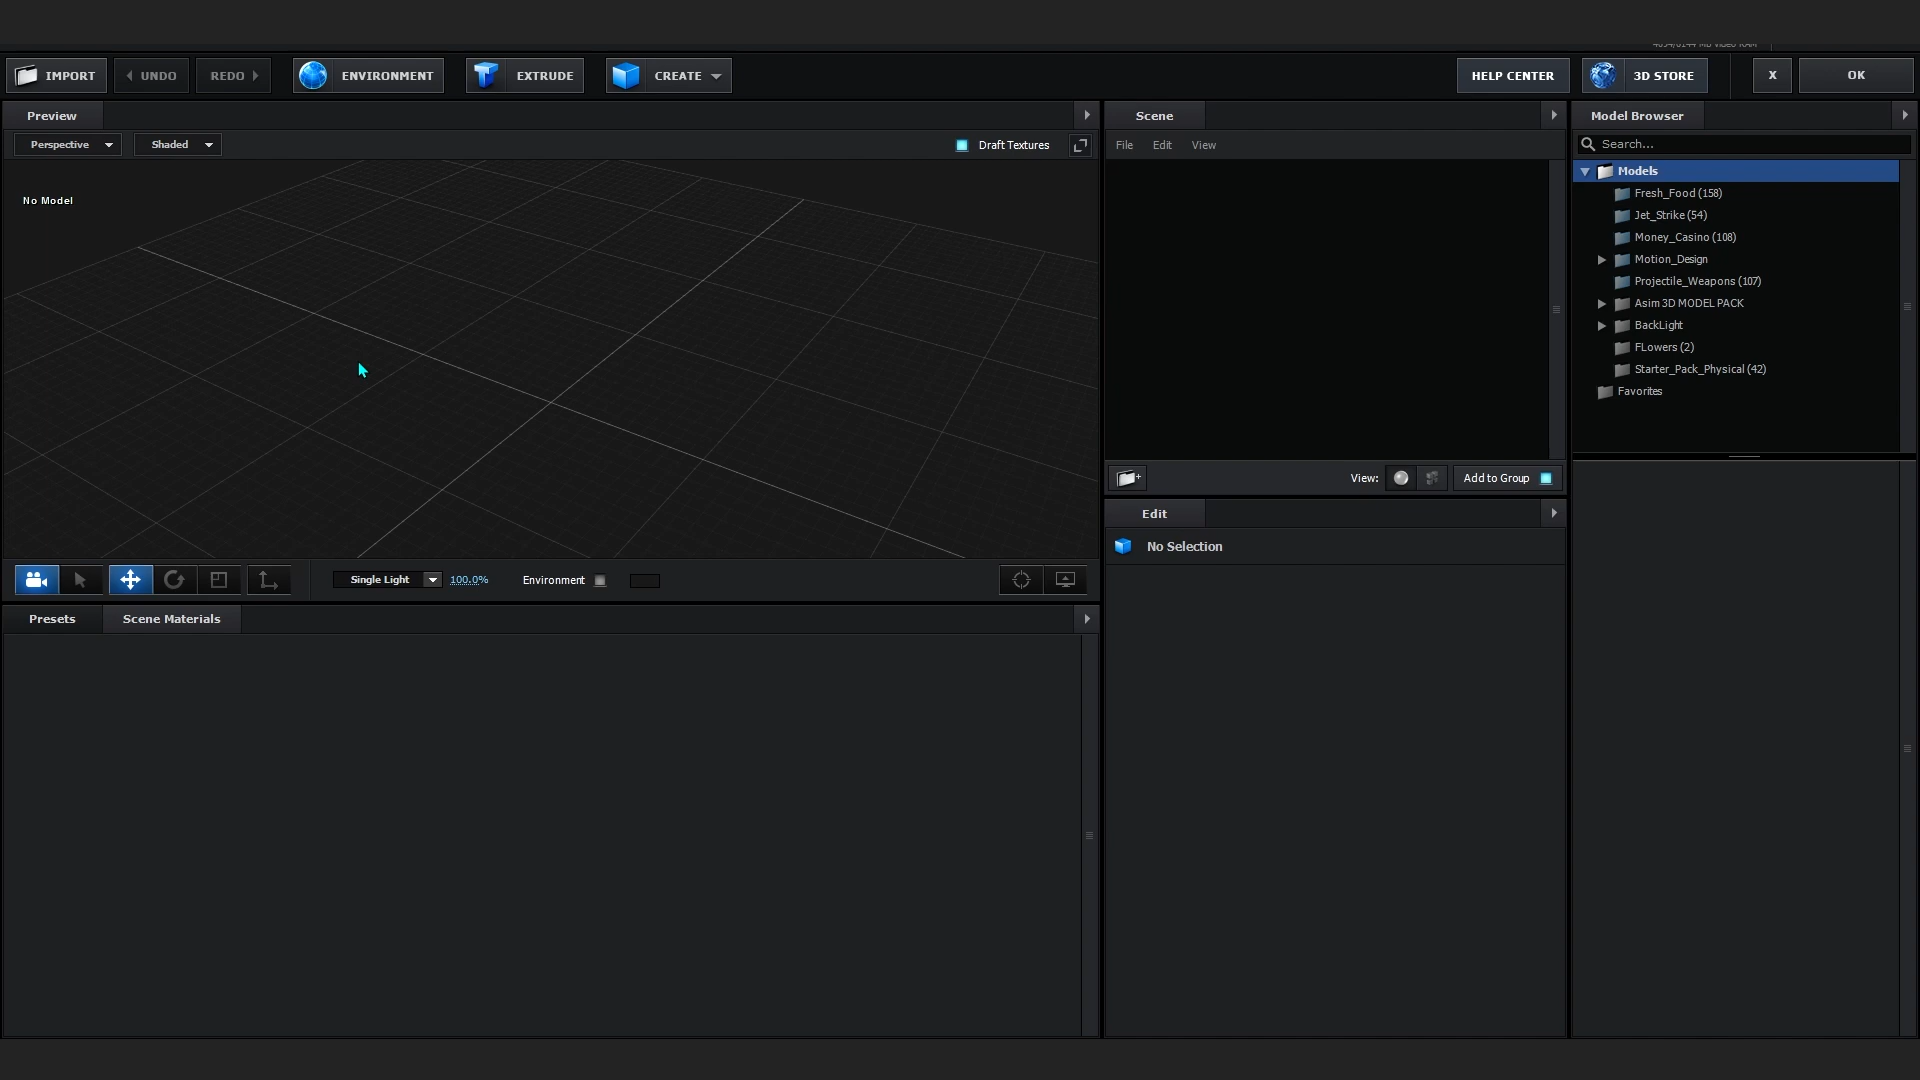 IMPORT UNDO REDO ENVIRONMENT EXTRUDE CREATE HELP CENTER 3D STORE X OK
Preview
Perspective Shaded Draft Textures
No Model
Single Light 100.0% Environment
Presets Scene Materials
Scene
File Edit View
View: Add to Group
Edit
No Selection
Model Browser
Search...
Models
Fresh_Food (158)
Jet_Strike (54)
Money_Casino (108)
Motion_Design
Projectile_Weapons (107)
Asim 3D MODEL PACK
BackLight
FLowers (2)
Starter_Pack_Physical (42)
Favorites